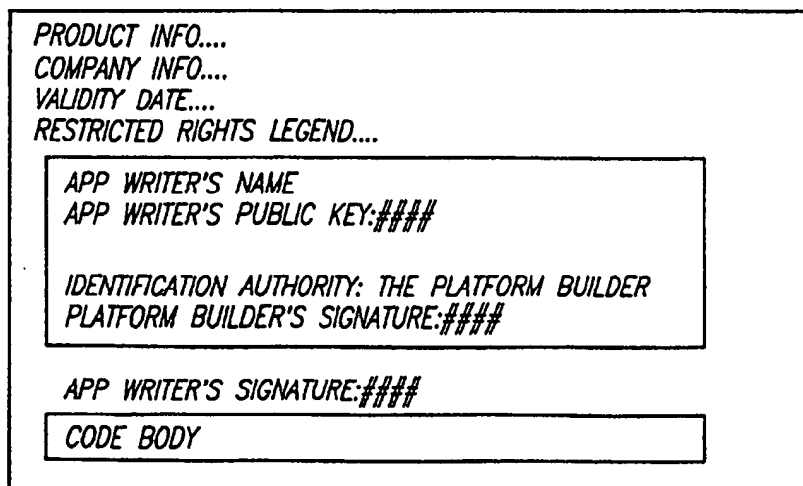 PRODUCT INFO....
COMPANY INFO....
VALIDITY DATE....
RESTRICTED RIGHTS LEGEND....
APP WRITER'S NAME
APP WRITER'S PUBLIC KEY:####
IDENTIFICATION AUTHORITY: THE PLATFORM BUILDER
PLATFORM BUILDER'S SIGNATURE:####
APP WRITER'S SIGNATURE:####
CODE BODY